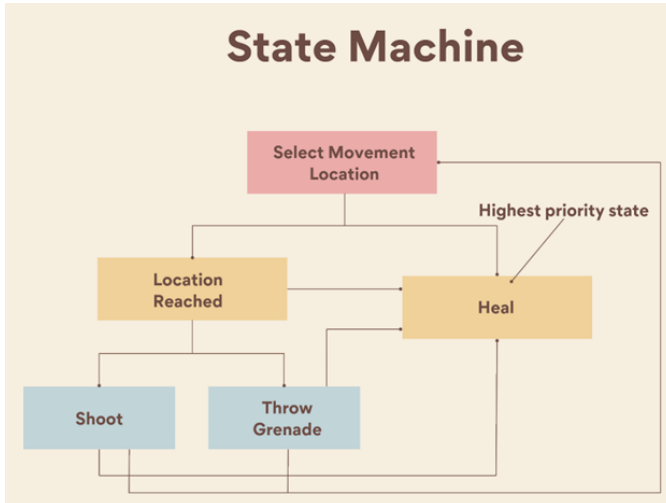 State Machine
Select Movement
Location
Highest priority state
Location
Reached
Heal
Shoot
Throw
Grenade